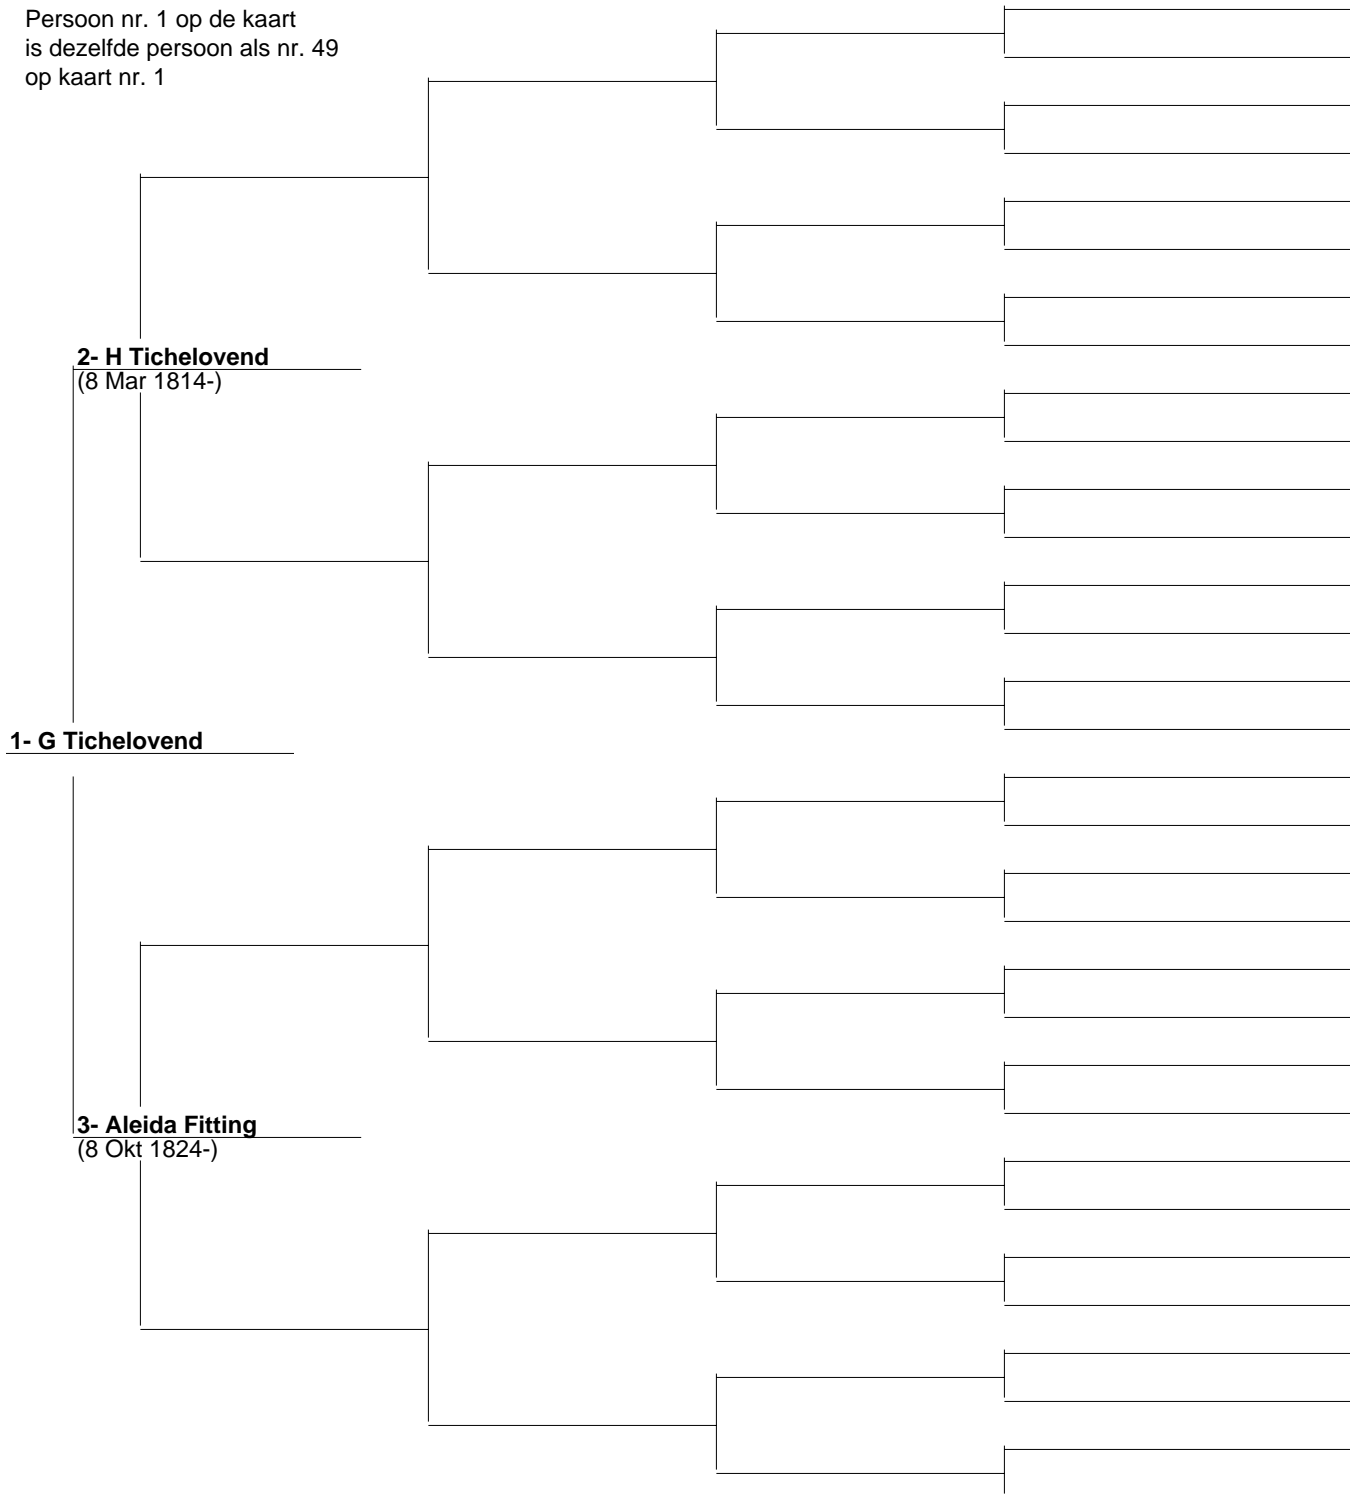 Persoon nr. 1 op de kaart
is dezelfde persoon als nr. 49
op kaart nr. 1
2- H Tichelovend
(8 Mar 1814-)
1- G Tichelovend
3- Aleida Fitting
(8 Okt 1824-)